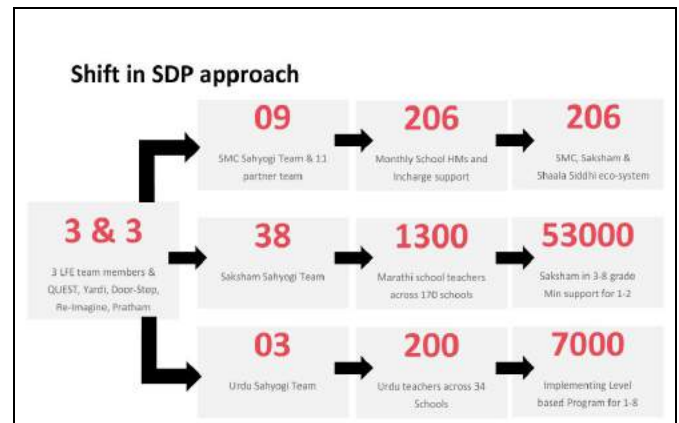 Shift in SDP approach
09
SMC Sahyogi Team & 11
partner team
206
Monthly School HMs and
Incharge support
206
SMC, Saksham &
Shaala Siddhi eco-system
3 & 3
3 LFE team members &
QUEST, Yardi, Door-Step,
Re-Imagine, Pratham
38
Saksham Sahyogi Team
1300
Marathi school teachers
across 170 schools
53000
Saksham in 3-8 grade
Min support for 1-2
03
Urdu Sahyogi Team
200
Urdu teachers across 34
Schools
7000
Implementing Level
based Program for 1-8